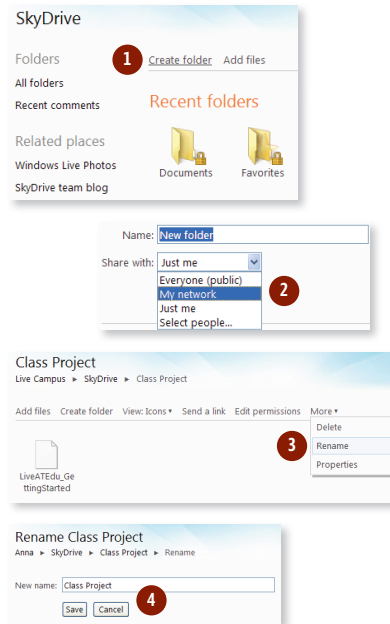 SkyDrive
Folders
1 Create folder Add files
All folders
Recent comments
Recent folders
Related places
Windows Live Photos
SkyDrive team blog
Documents Favorites
Name: New folder
Share with: Just me
Everyone (public)
My network
Just me
Select people...
2
Class Project
Live Campus ▸ SkyDrive ▸ Class Project
Add files Create folder View: Icons ▾ Send a link Edit permissions More ▾
Delete
3 Rename
Properties
LiveATEdu_Ge
ttingStarted
Rename Class Project
Anna ▸ SkyDrive ▸ Class Project ▸ Rename
New name: Class Project
Save Cancel
4